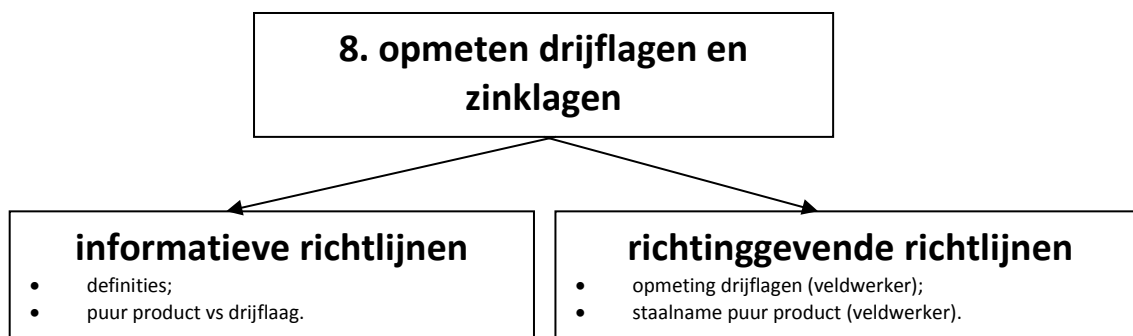 8. opmeten drijflagen en
zinklagen
informatieve richtlijnen
• definities;
• puur product vs drijflaag.
richtinggevende richtlijnen
• opmeting drijflagen (veldwerker);
• staalname puur product (veldwerker).